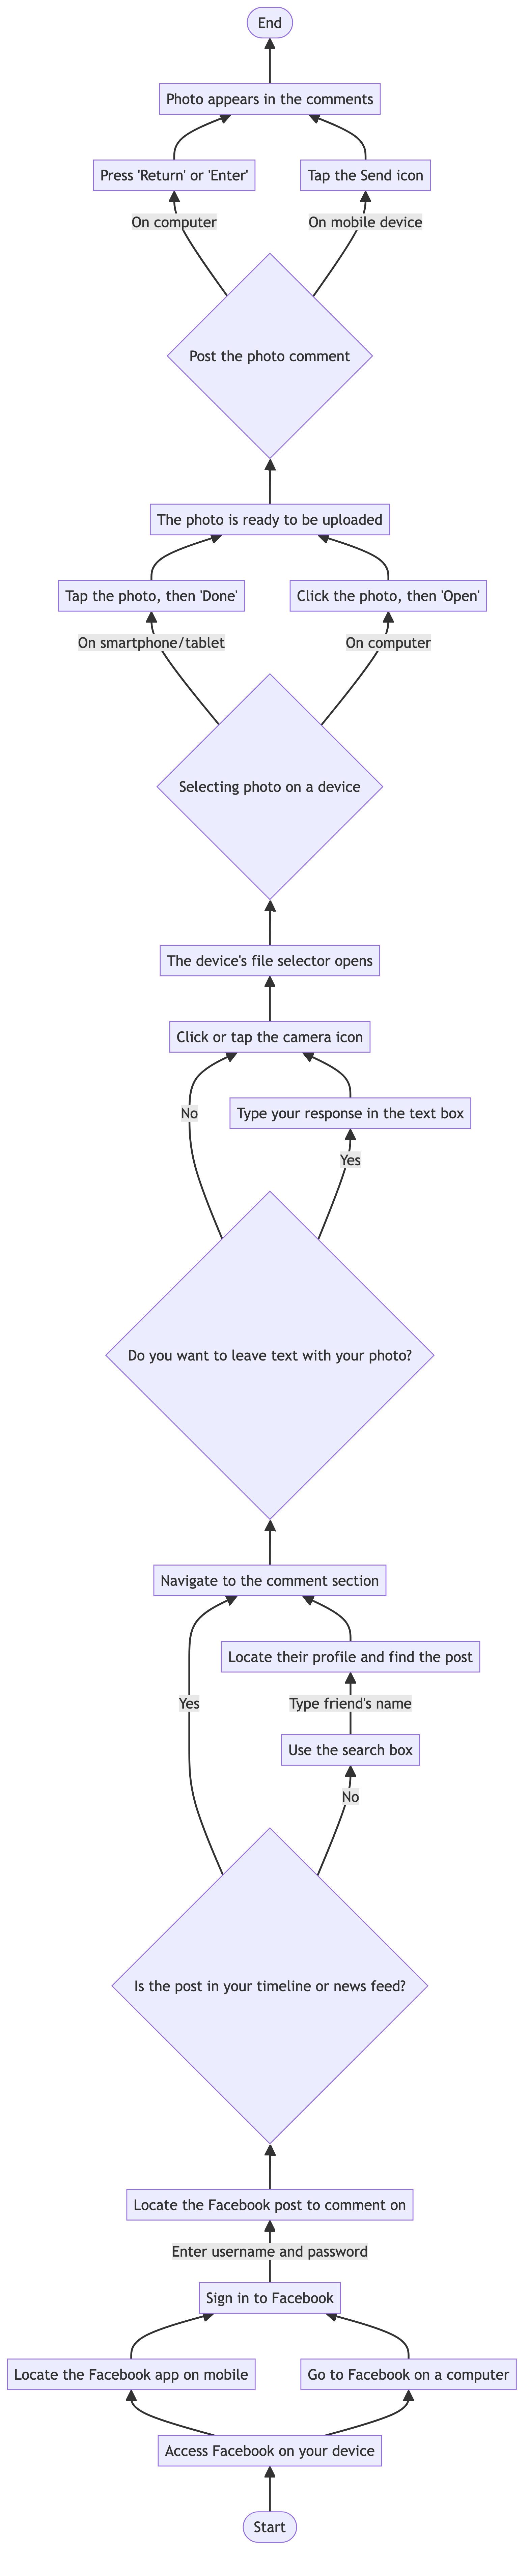 End
Photo appears in the comments
Press 'Return' or 'Enter'
Tap the Send icon
On computer
On mobile device
Post the photo comment
The photo is ready to be uploaded
Tap the photo, then 'Done'
Click the photo, then 'Open'
On smartphone/tablet
On computer
Selecting photo on a device
The device's file selector opens
Click or tap the camera icon
No
Type your response in the text box
Yes
Do you want to leave text with your photo?
Navigate to the comment section
Locate their profile and find the post
Yes
Type friend's name
Use the search box
No
Is the post in your timeline or news feed?
Locate the Facebook post to comment on
Enter username and password
Sign in to Facebook
Locate the Facebook app on mobile
Go to Facebook on a computer
Access Facebook on your device
Start